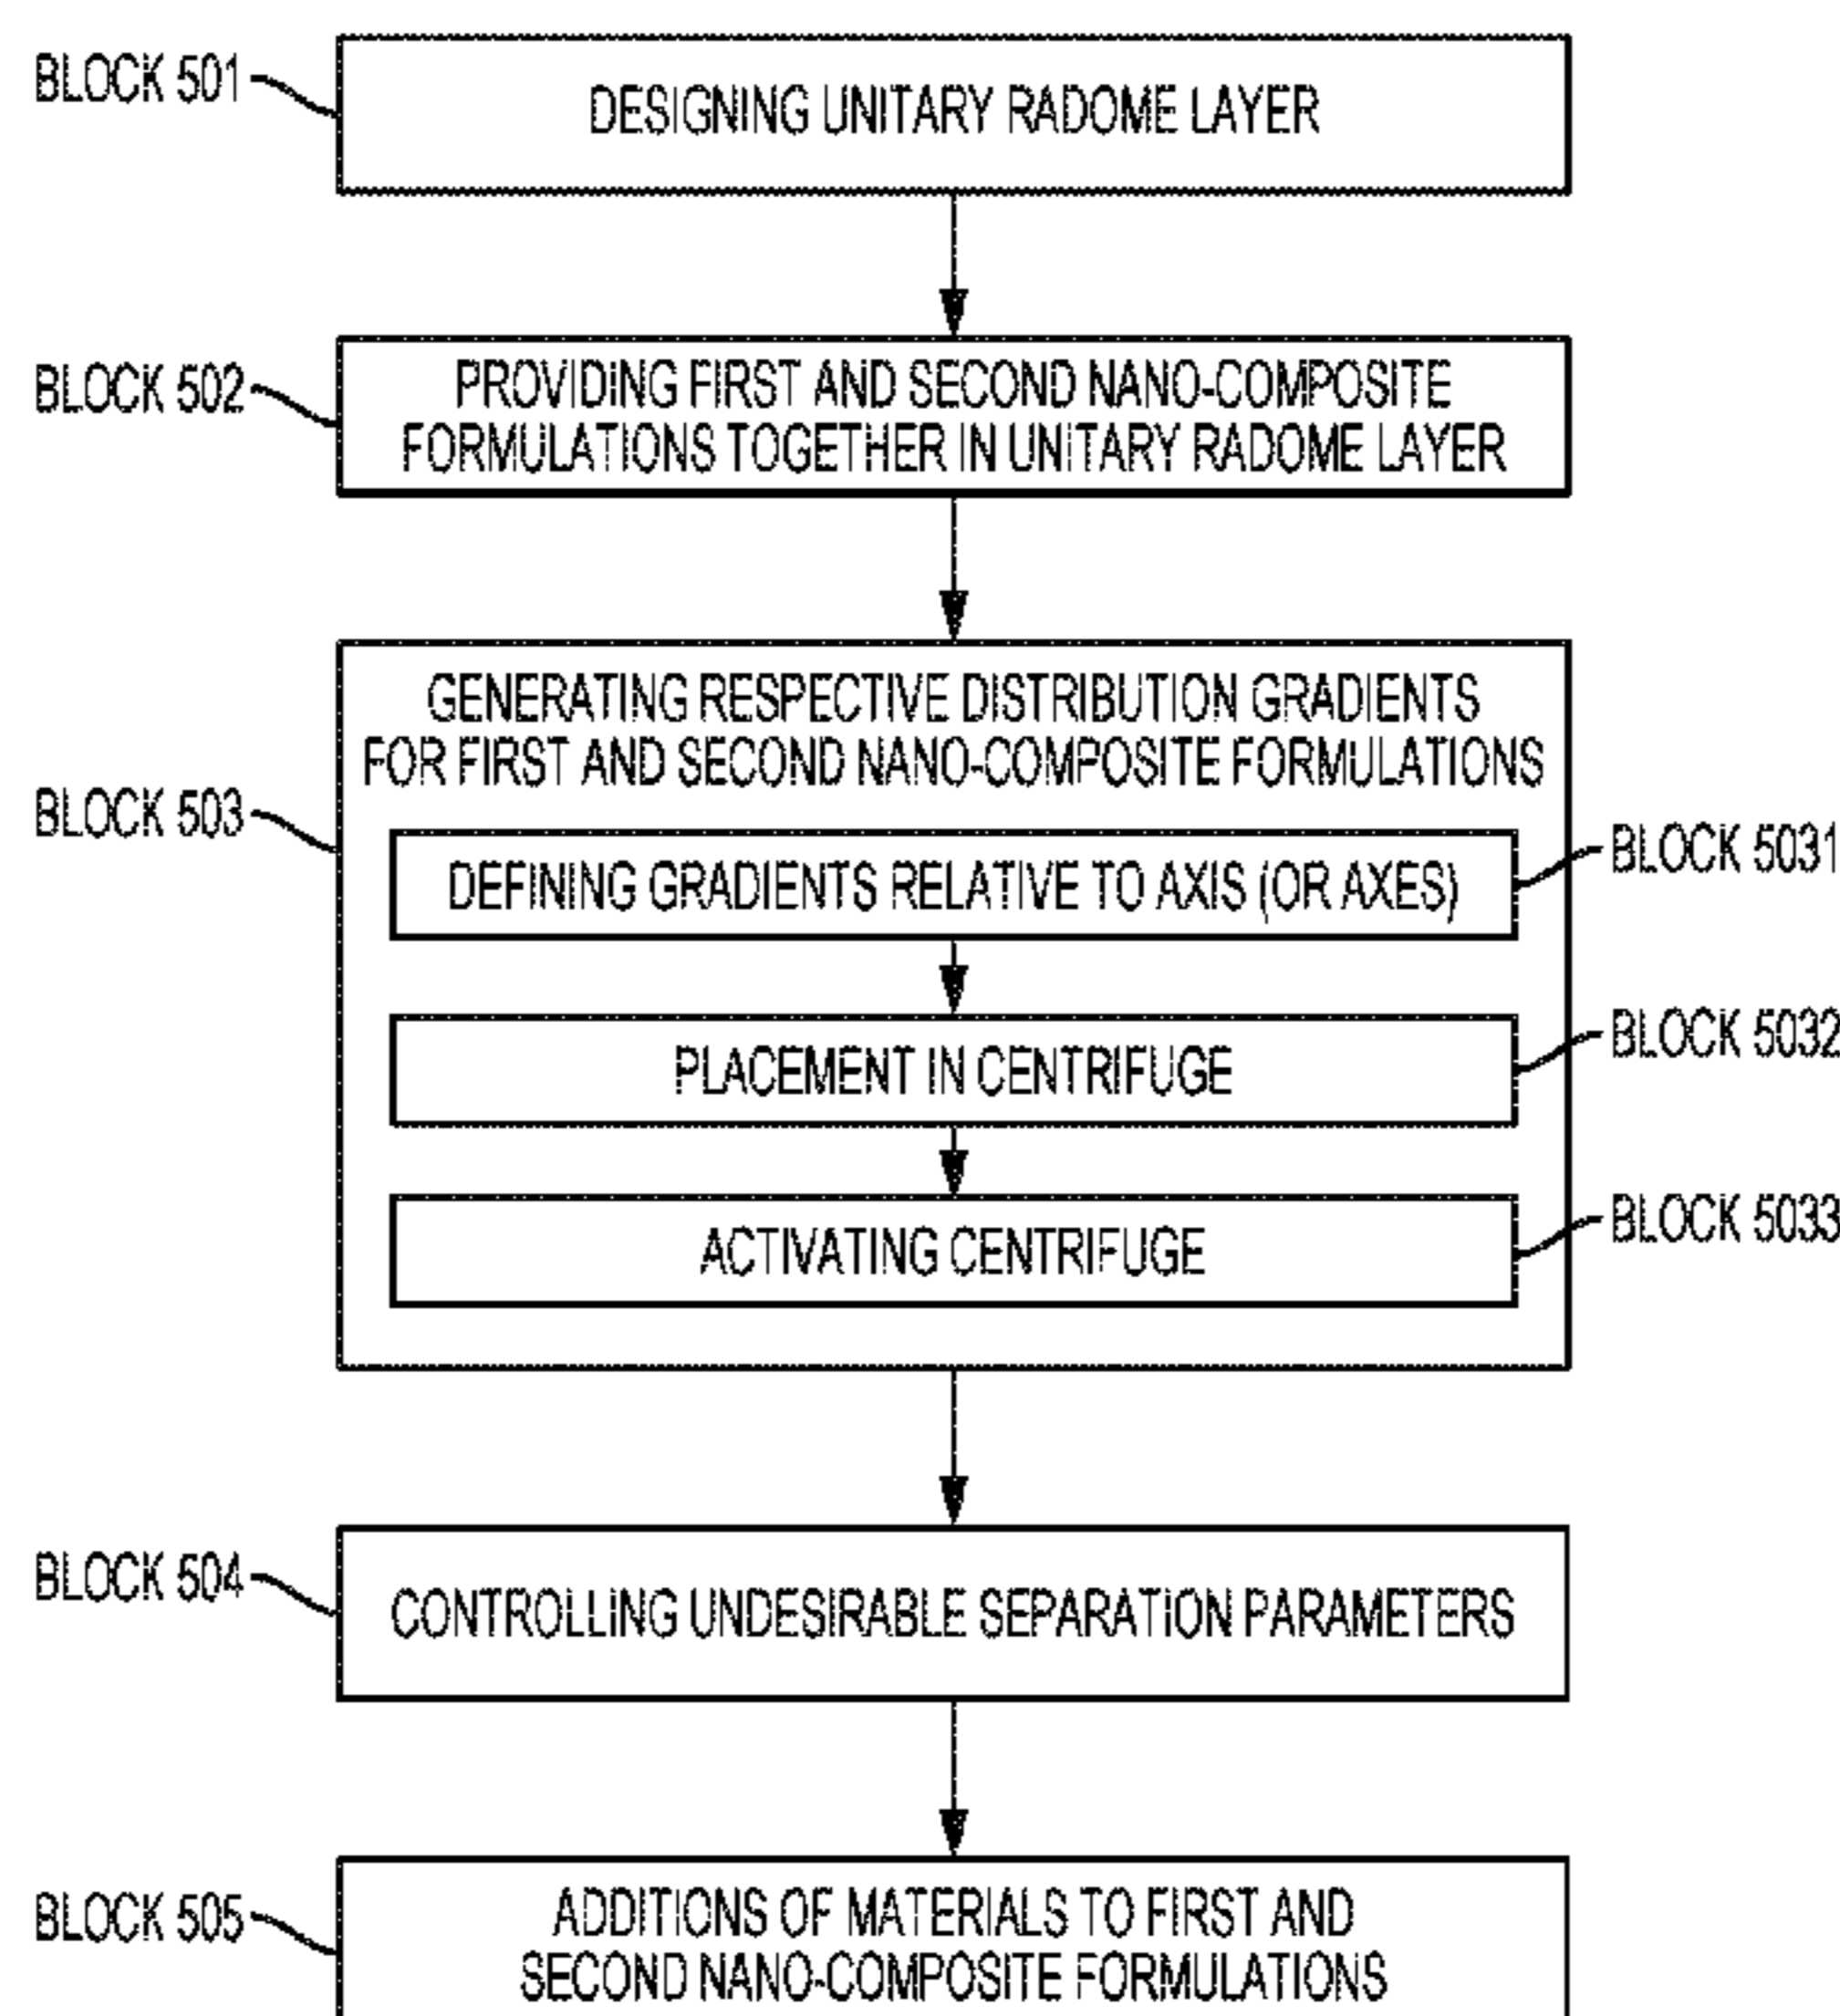 BLOCK 501
DESIGNING UNITARY RADOME LAYER
BLOCK 502
PROVIDING FIRST AND SECOND NANO-COMPOSITE
FORMULATIONS TOGETHER IN UNITARY RADOME LAYER
BLOCK 503
GENERATING RESPECTIVE DISTRIBUTION GRADIENTS
FOR FIRST AND SECOND NANO-COMPOSITE FORMULATIONS
DEFINING GRADIENTS RELATIVE TO AXIS (OR AXES)
BLOCK 5031
PLACEMENT IN CENTRIFUGE
BLOCK 5032
ACTIVATING CENTRIFUGE
BLOCK 5033
BLOCK 504
CONTROLLING UNDESIRABLE SEPARATION PARAMETERS
BLOCK 505
ADDITIONS OF MATERIALS TO FIRST AND
SECOND NANO-COMPOSITE FORMULATIONS